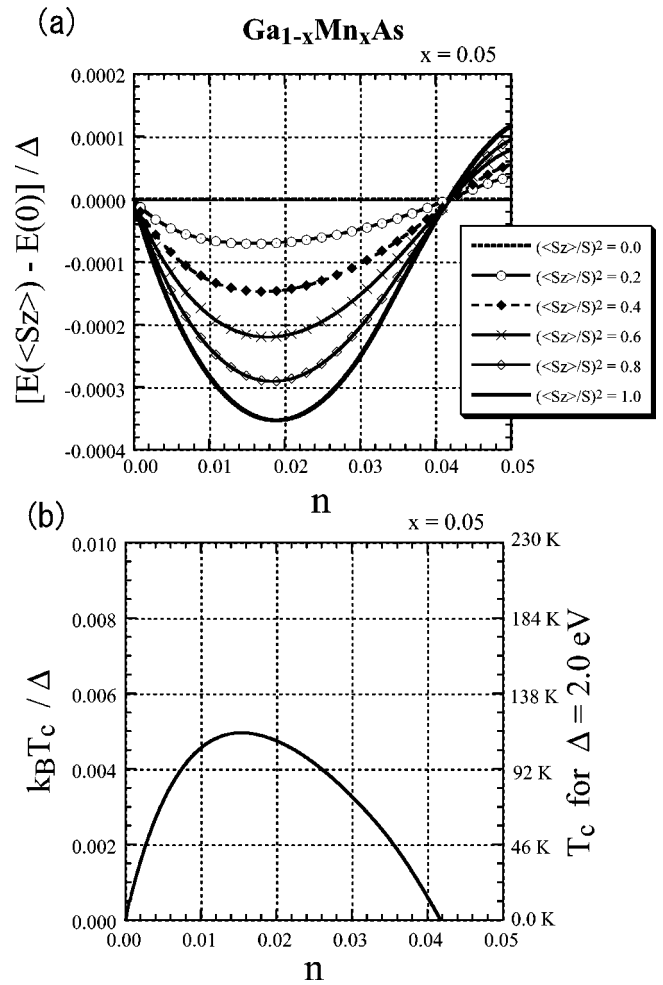 (a)
Ga1-xMnxAs
x = 0.05
[E(<Sz>) - E(0)] / Δ
0.0002
0.0001
0.0000
-0.0001
-0.0002
-0.0003
-0.0004
0.00 0.01 0.02 0.03 0.04 0.05
n
(<Sz>/S)2 = 0.0
(<Sz>/S)2 = 0.2
(<Sz>/S)2 = 0.4
(<Sz>/S)2 = 0.6
(<Sz>/S)2 = 0.8
(<Sz>/S)2 = 1.0
(b)
x = 0.05
kBTc / Δ
0.010
0.008
0.006
0.004
0.002
0.000
0.00 0.01 0.02 0.03 0.04 0.05
n
230 K
184 K
138 K
92 K
46 K
0.0 K
Tc for Δ = 2.0 eV